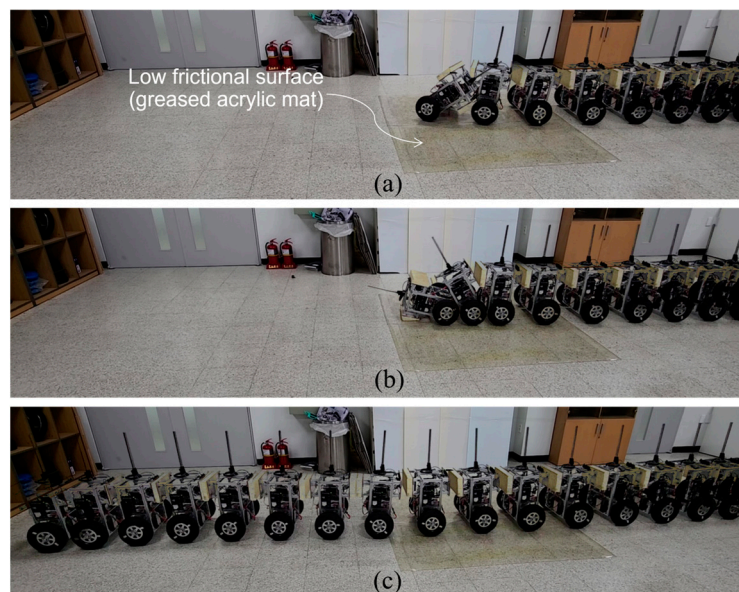 Low frictional surface
(greased acrylic mat)
(a)
(b)
(c)